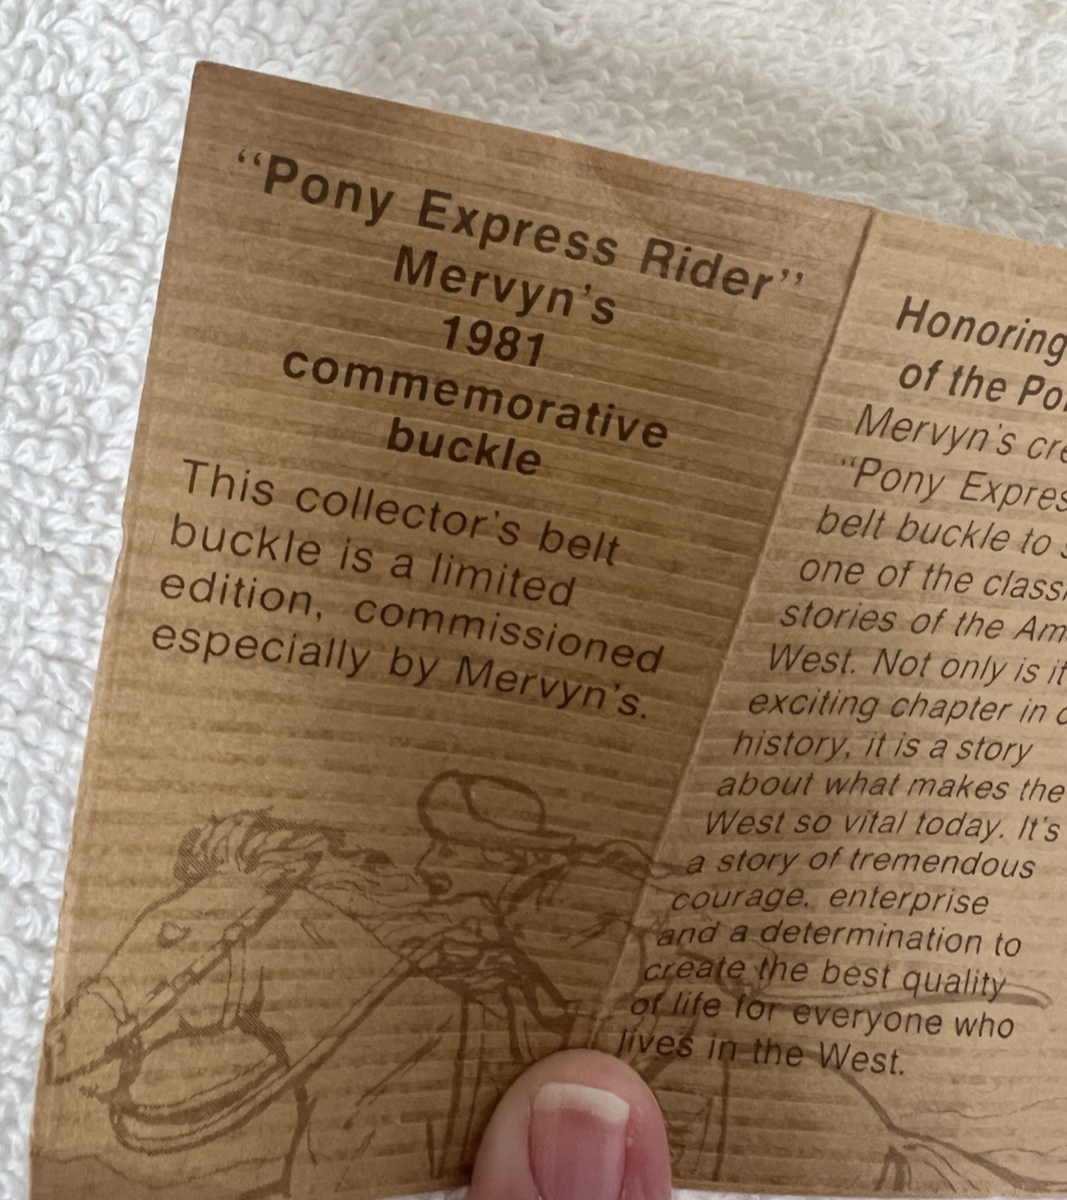 “Pony Express Rider”
Mervyn's
1981
commemorative
buckle
This collector's belt
buckle is a limited
edition, commissioned
especially by Mervyn's.
Honoring
of the
Mervyn's
“Pony
belt buckle to
one of the
stories of the
West. Not only is
exciting chapter in
history, it is a story
about what makes the
West so vital today. It's
a story of tremendous
courage, enterprise
and a determination to
create the best quality
of life for everyone who
lives in the West.